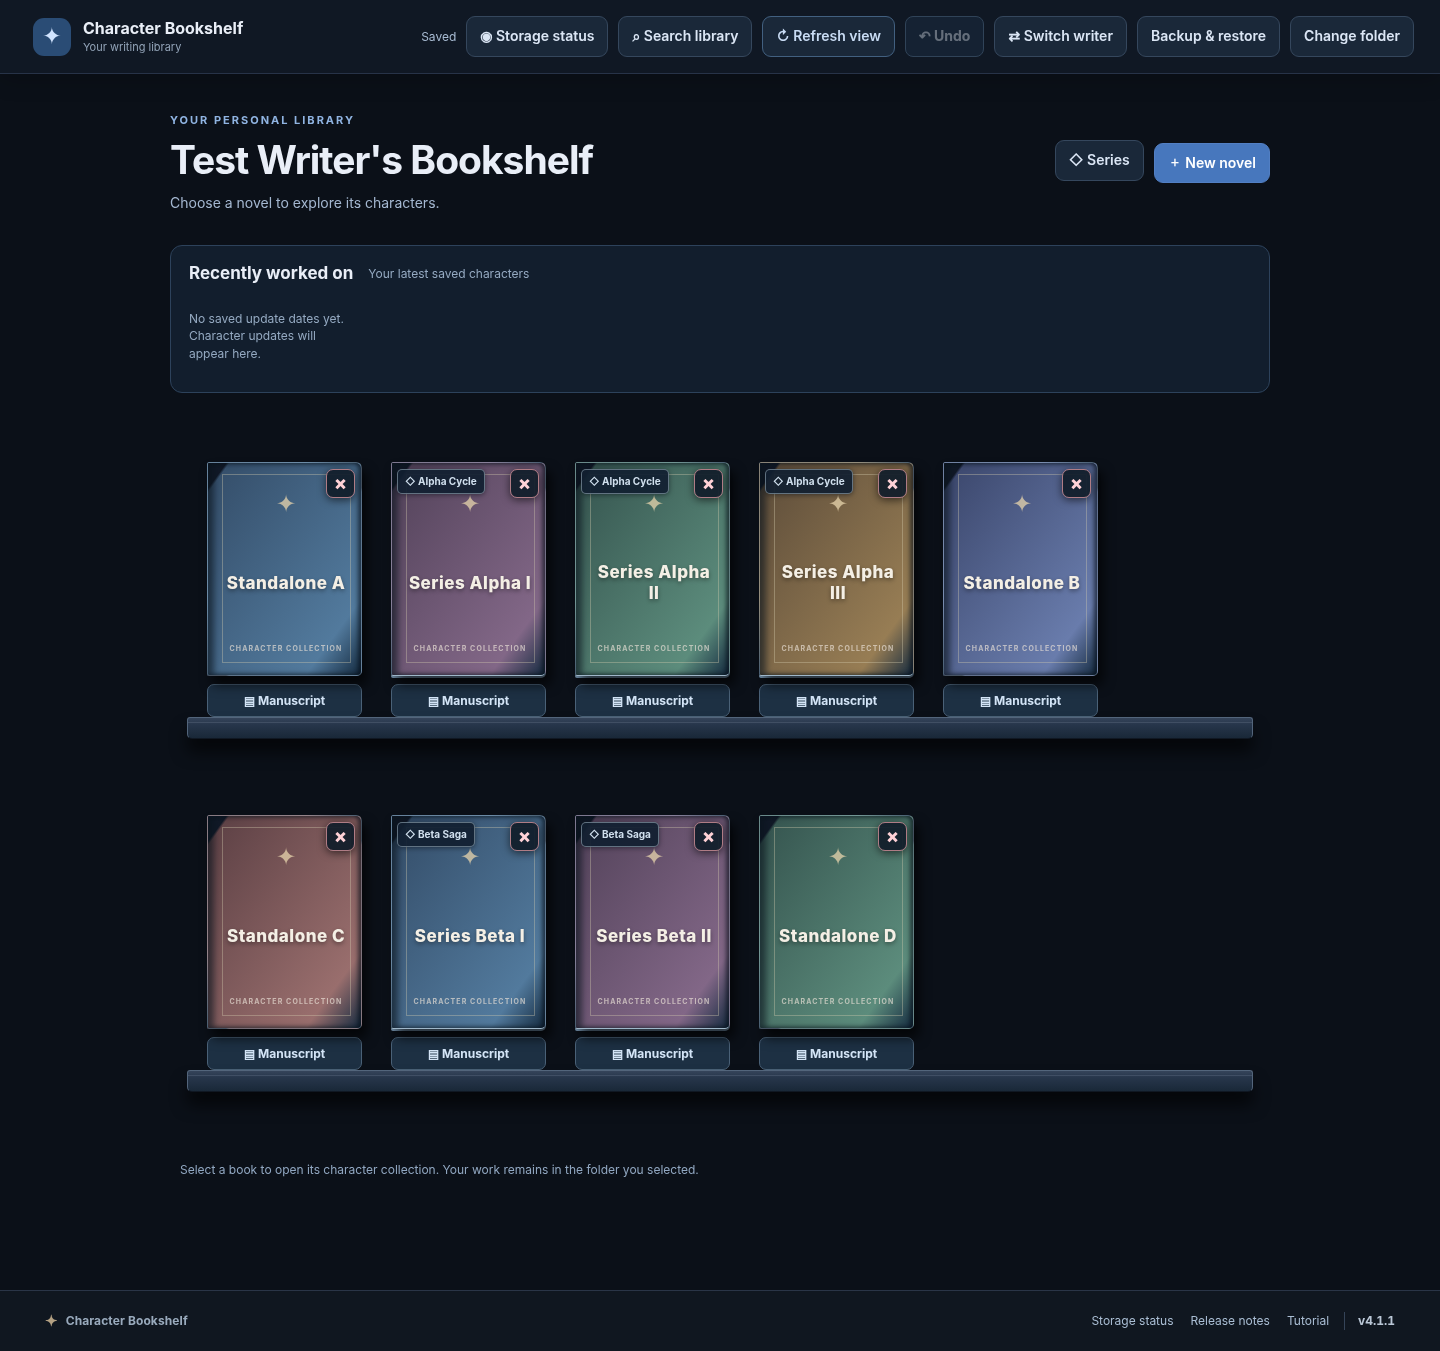 ✦ Character Bookshelf
Your writing library
Saved
◉ Storage status
⌕ Search library
↻ Refresh view
↶ Undo
⇄ Switch writer
Backup & restore
Change folder
YOUR PERSONAL LIBRARY
Test Writer's Bookshelf
Choose a novel to explore its characters.
◇ Series
+ New novel
Recently worked on
Your latest saved characters
No saved update dates yet.
Character updates will
appear here.
×
✦
Standalone A
CHARACTER COLLECTION
▤ Manuscript
◇ Alpha Cycle
×
✦
Series Alpha I
CHARACTER COLLECTION
▤ Manuscript
◇ Alpha Cycle
×
✦
Series Alpha
II
CHARACTER COLLECTION
▤ Manuscript
◇ Alpha Cycle
×
✦
Series Alpha
III
CHARACTER COLLECTION
▤ Manuscript
×
✦
Standalone B
CHARACTER COLLECTION
▤ Manuscript
×
✦
Standalone C
CHARACTER COLLECTION
▤ Manuscript
◇ Beta Saga
×
✦
Series Beta I
CHARACTER COLLECTION
▤ Manuscript
◇ Beta Saga
×
✦
Series Beta II
CHARACTER COLLECTION
▤ Manuscript
×
✦
Standalone D
CHARACTER COLLECTION
▤ Manuscript
Select a book to open its character collection. Your work remains in the folder you selected.
✦ Character Bookshelf
Storage status
Release notes
Tutorial
v4.1.1